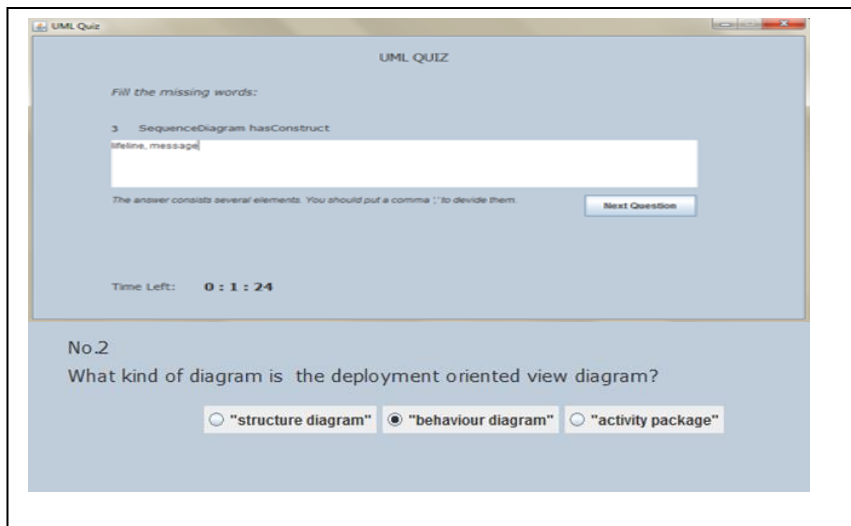 UML Quiz
UML QUIZ
Fill the missing words:
3 SequenceDiagram hasConstruct
lifeline, message
The answer consists several elements. You should put a comma ',' to devide them.
Next Question
Time Left: 0 : 1 : 24
No.2
What kind of diagram is the deployment oriented view diagram?
"structure diagram" "behaviour diagram" "activity package"